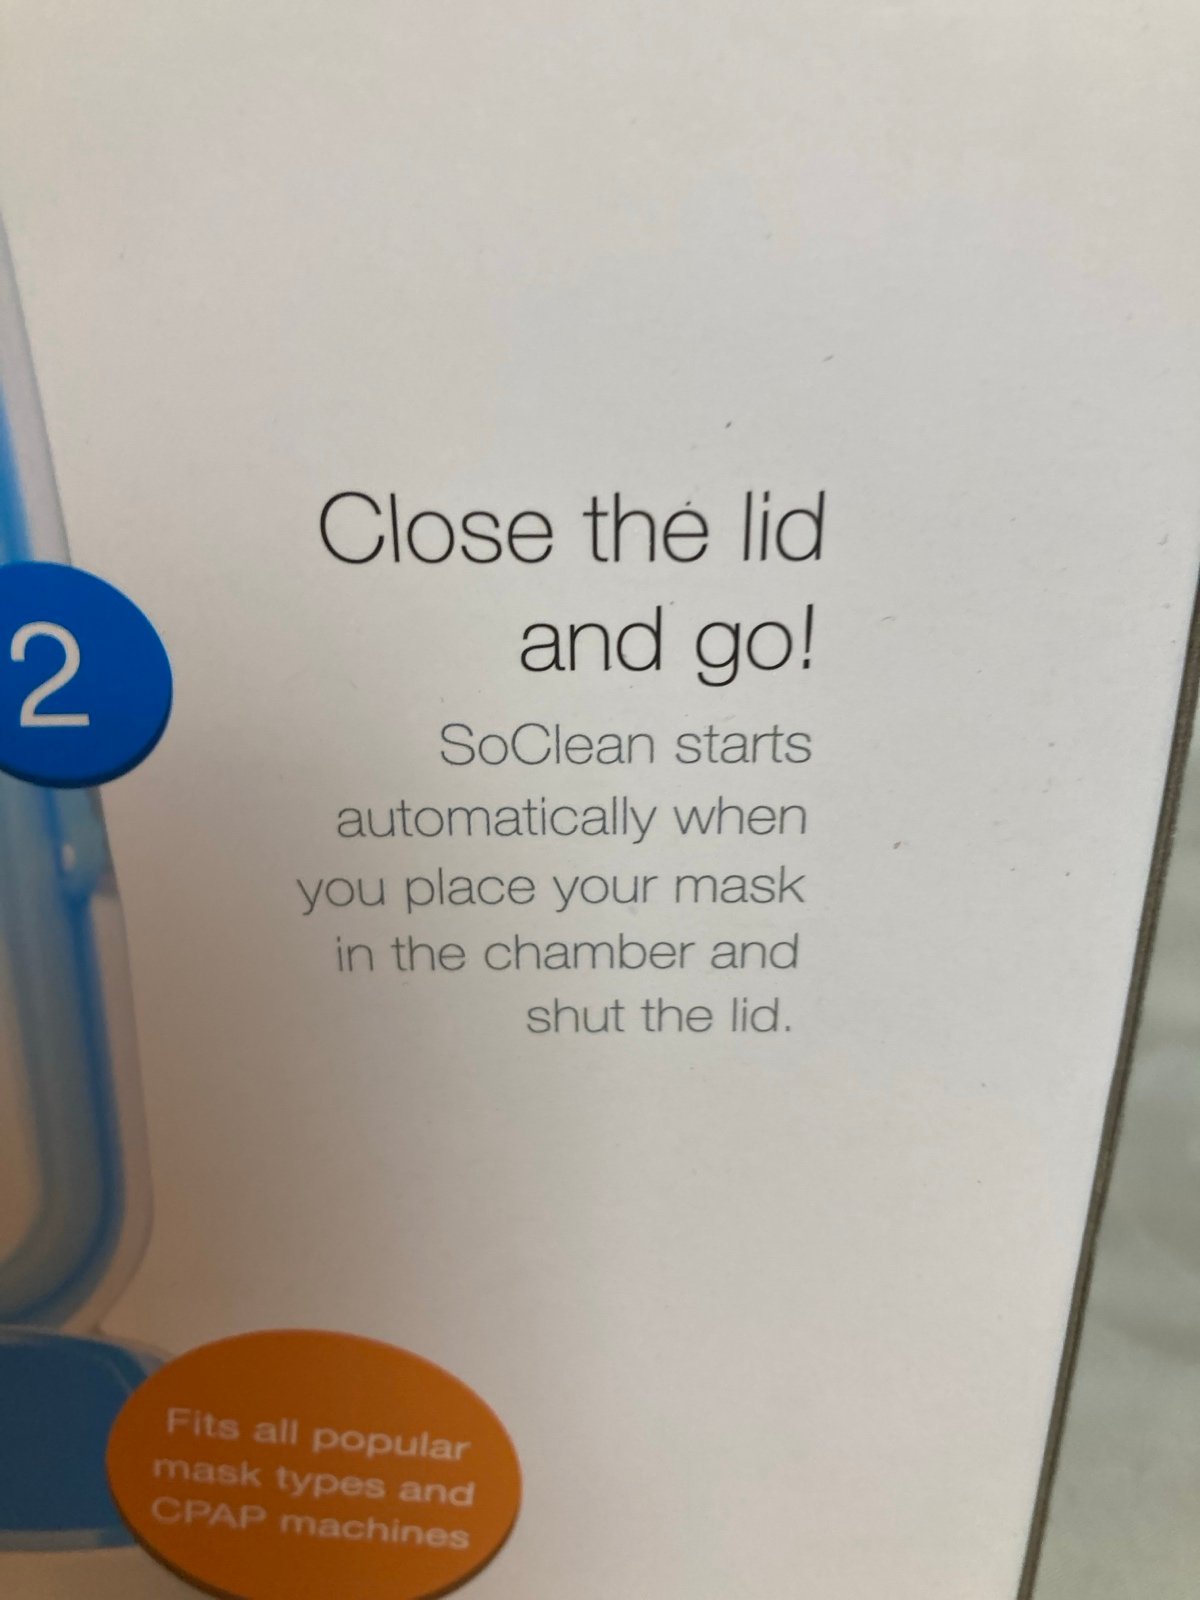 2
Close the lid
and go!
SoClean starts
automatically when
you place your mask
in the chamber and
shut the lid.
Fits all popular
mask types and
CPAP machines